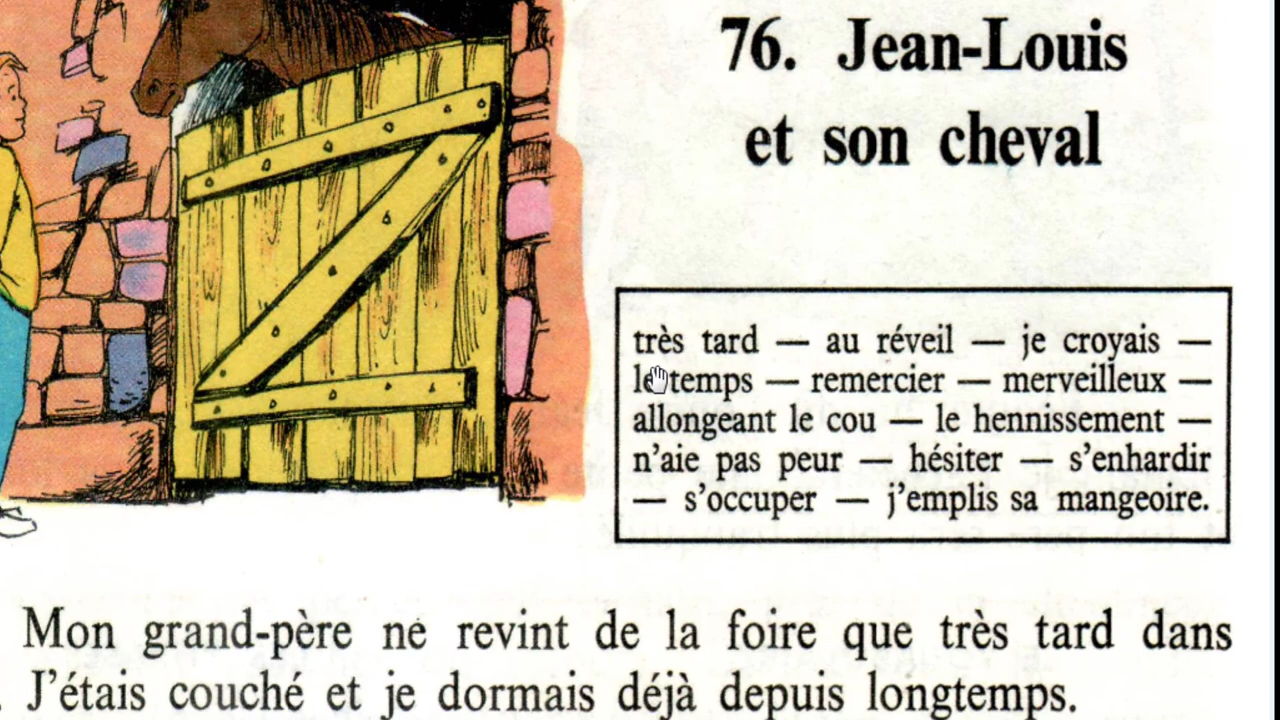 76. Jean-Louis
et son cheval
très tard — au réveil — je croyais —
le temps — remercier — merveilleux —
allongeant le cou — le hennissement —
n'aie pas peur — hésiter — s'enhardir
— s'occuper — j'emplis sa mangeoire.
Mon grand-père ne revint de la foire que très tard dans
J'étais couché et je dormais déjà depuis longtemps.